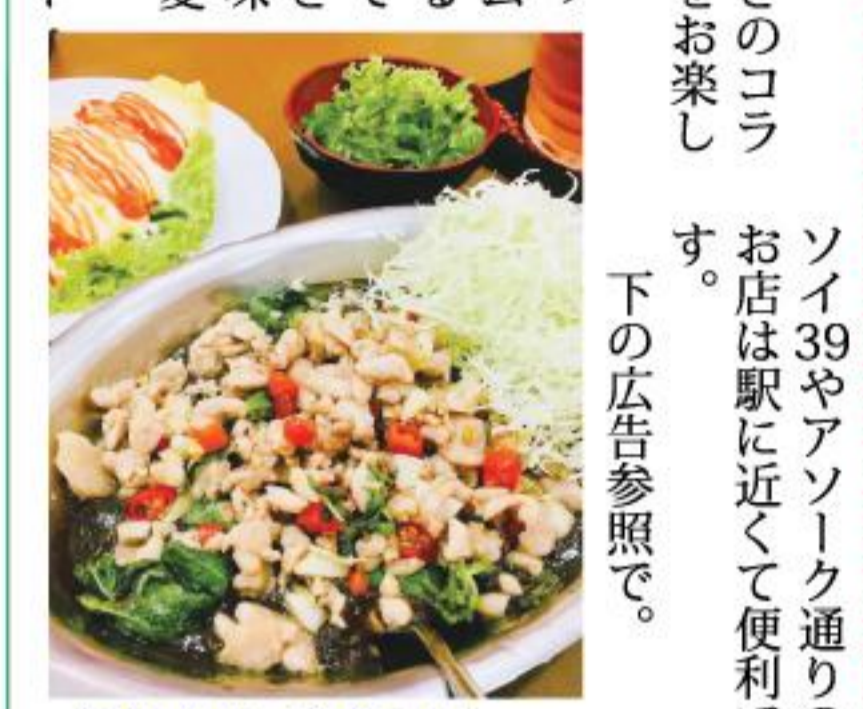 のコラ
お楽し
ソイ39やアソーク通り
お店は駅に近くて便利
す。
下の広告参照で。